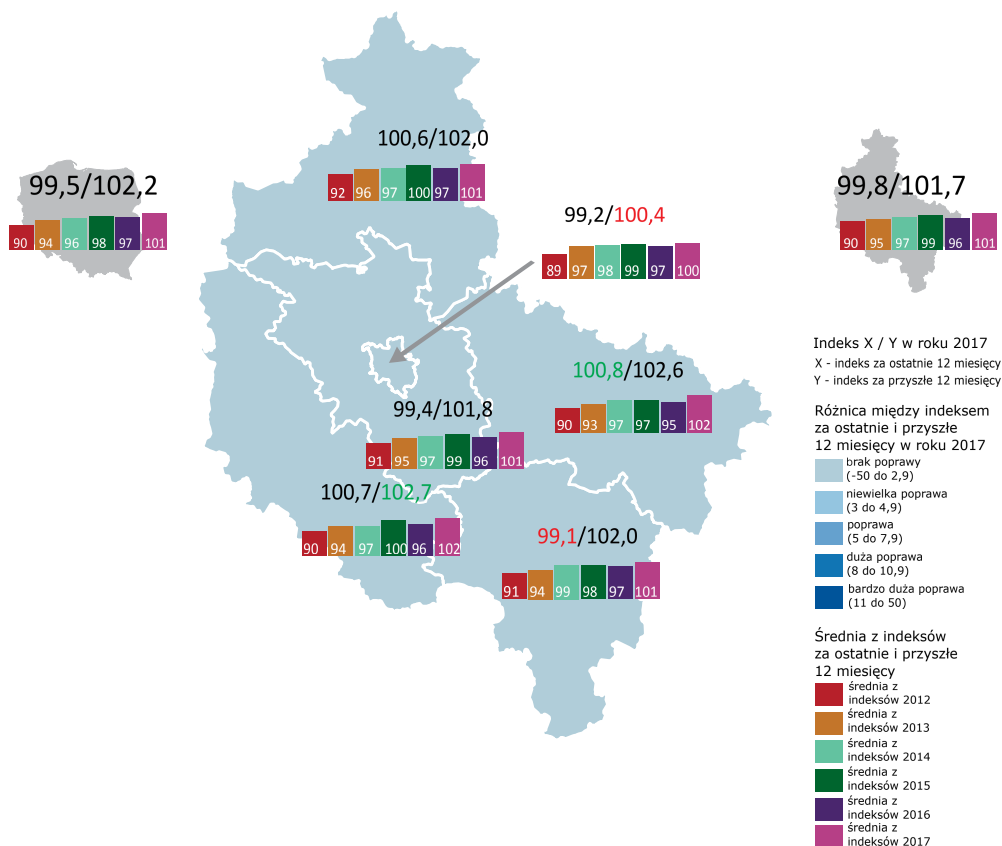 100,6/102,0
92 96 97 100 97 101
99,5/102,2
90 94 96 98 97 101
99,8/101,7
90 95 97 99 96 101
99,2/100,4
89 97 98 99 97 100
100,8/102,6
90 93 97 97 95 102
99,4/101,8
91 95 97 99 96 101
100,7/102,7
90 94 97 100 96 102
99,1/102,0
91 94 99 98 97 101
Indeks X / Y w roku 2017
X - indeks za ostatnie 12 miesięcy
Y - indeks za przyszłe 12 miesięcy
Różnica między indeksem
za ostatnie i przyszłe
12 miesięcy w roku 2017
brak poprawy
(-50 do 2,9)
niewielka poprawa
(3 do 4,9)
poprawa
(5 do 7,9)
duża poprawa
(8 do 10,9)
bardzo duża poprawa
(11 do 50)
Średnia z indeksów
za ostatnie i przyszłe
12 miesięcy
średnia z
indeksów 2012
średnia z
indeksów 2013
średnia z
indeksów 2014
średnia z
indeksów 2015
średnia z
indeksów 2016
średnia z
indeksów 2017